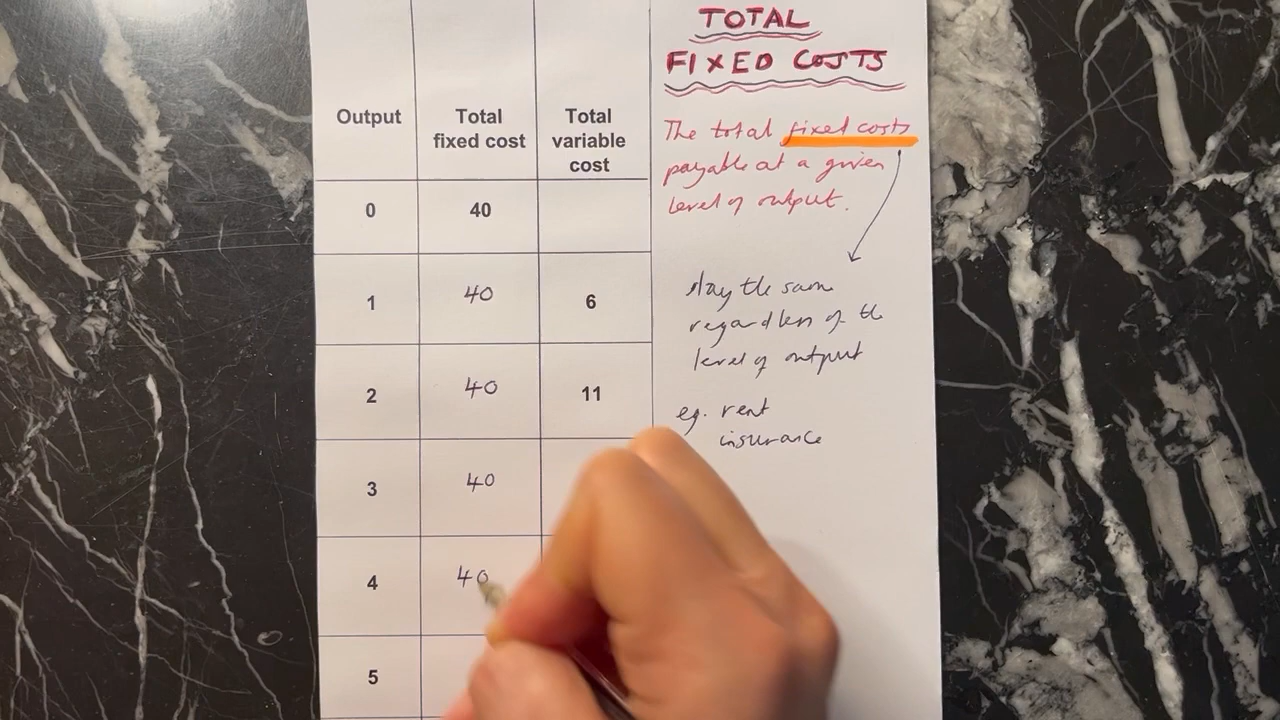 TOTAL
FIXED COSTS
Output
Total
fixed cost
Total
variable
cost
The total fixed costs
payable at a given
level of output.
0
40
1
40
6
2
40
11
3
40
4
40
5
stay the same
regardless of the
level of output
eg. rent
insurance